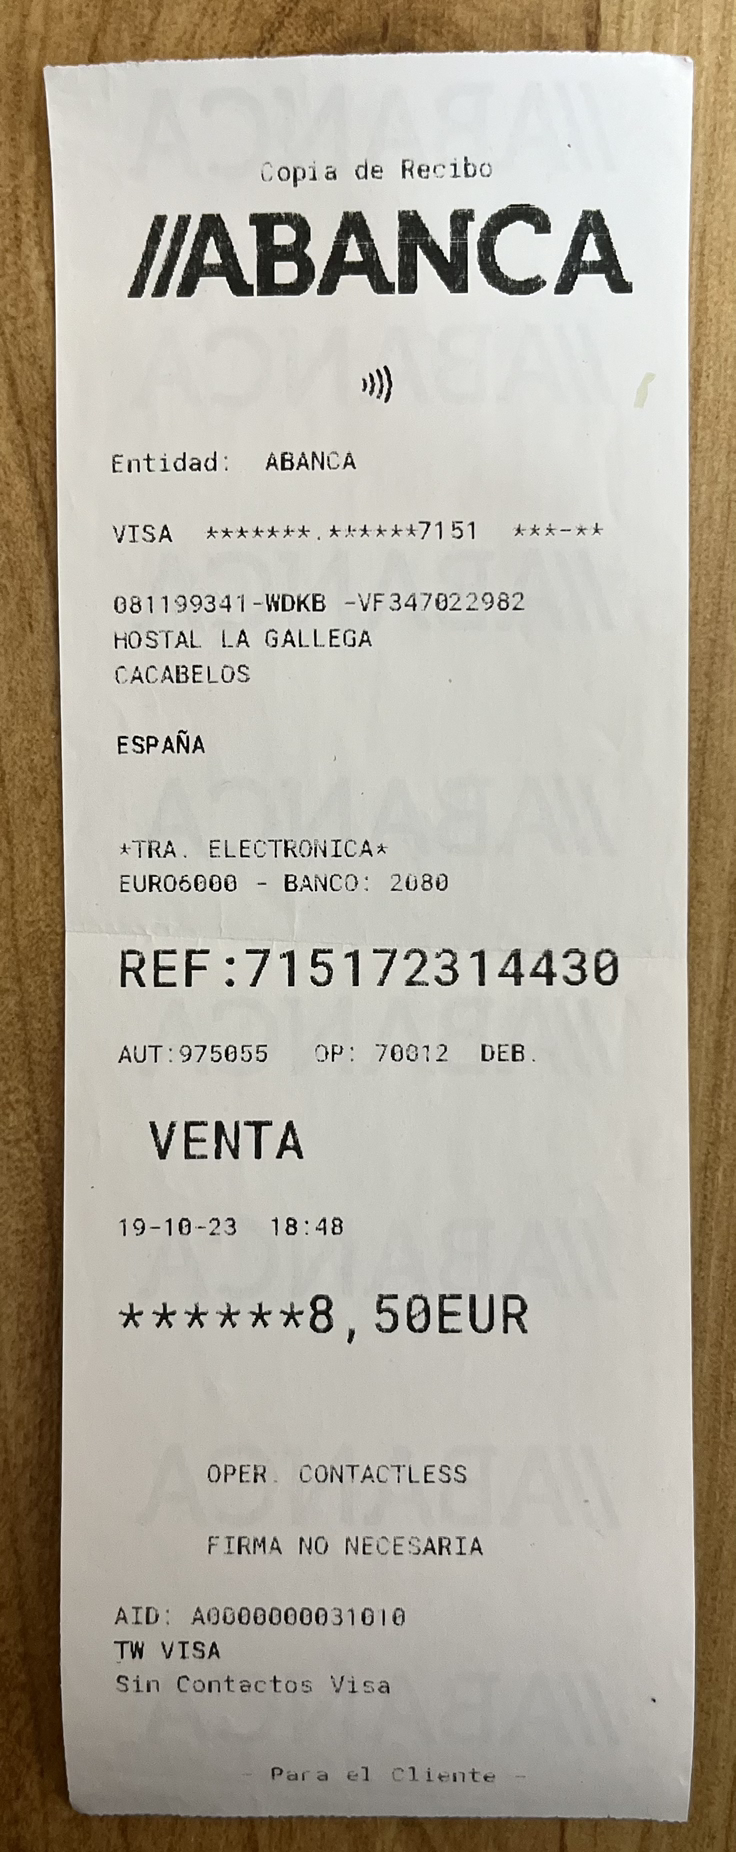 Copia de Recibo
//ABANCA
Entidad: ABANCA
VISA *******.******7151 ***-**
081199341-WDKB -VF347022982
HOSTAL LA GALLEGA
CACABELOS
ESPAÑA
*TRA. ELECTRONICA*
EURO6000 - BANCO: 2080
REF:715172314430
AUT:975055 OP: 70012 DEB.
VENTA
19-10-23 18:48
******8,50EUR
OPER. CONTACTLESS
FIRMA NO NECESARIA
AID: A0000000031010
TW VISA
Sin Contactos Visa
- Para el Cliente -